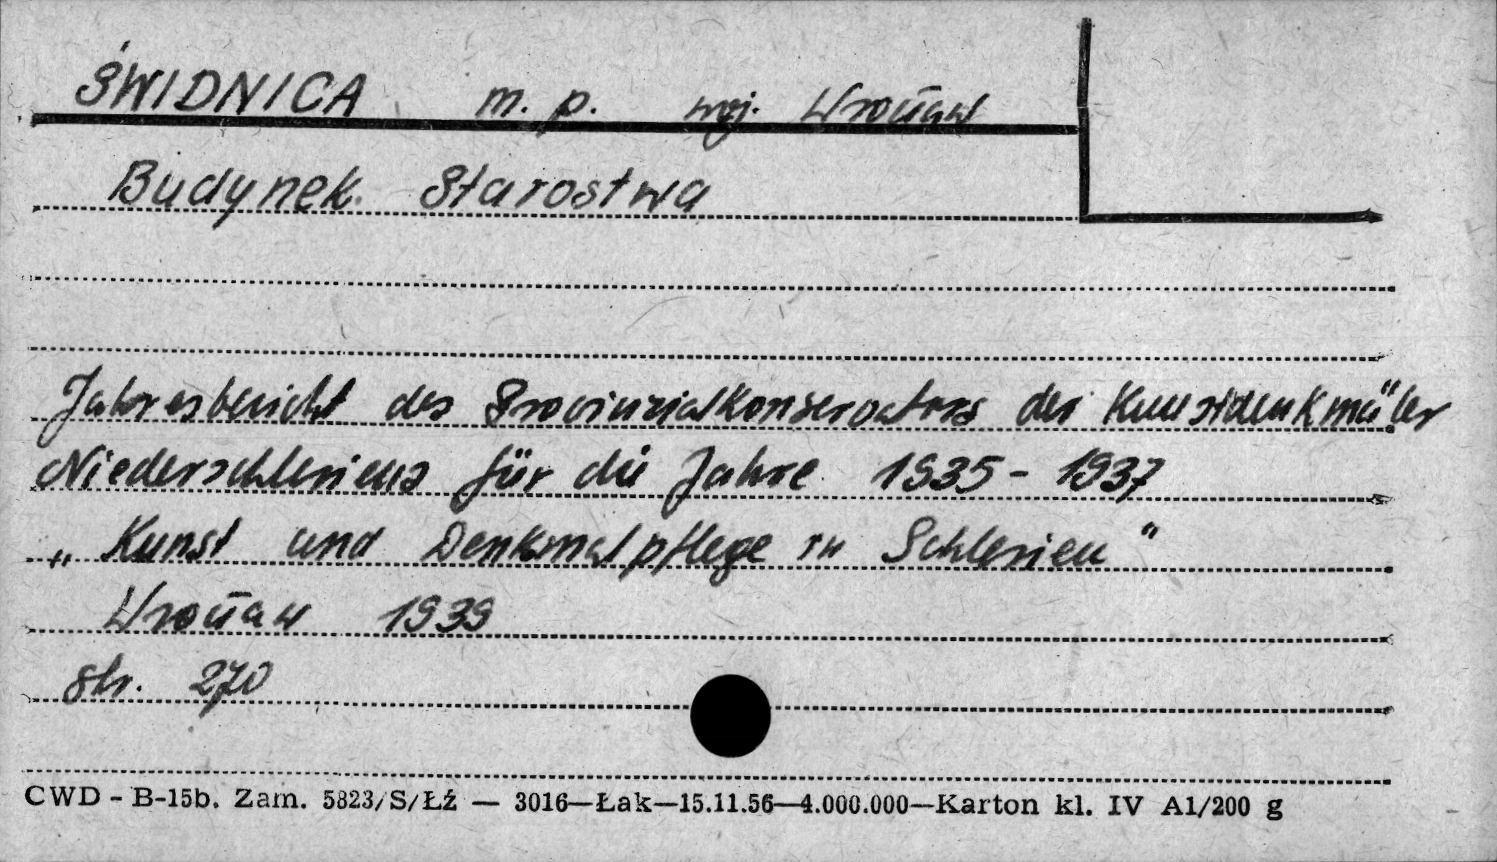 ŚWIDNICA m. p. woj. Wrocław
Budynek Starostwa
Jahresbericht des Provinzialkonservators der Kunstdenkmäler
Niederschlesiens für die Jahre 1935 - 1937
„Kunst und Denkmalpflege in Schlesien"
Wrocław 1939
str. 270
CWD - B-15b. Zam. 5823/S/Łź — 3016—Łak—15.11.56—4.000.000—Karton kl. IV A1/200 g